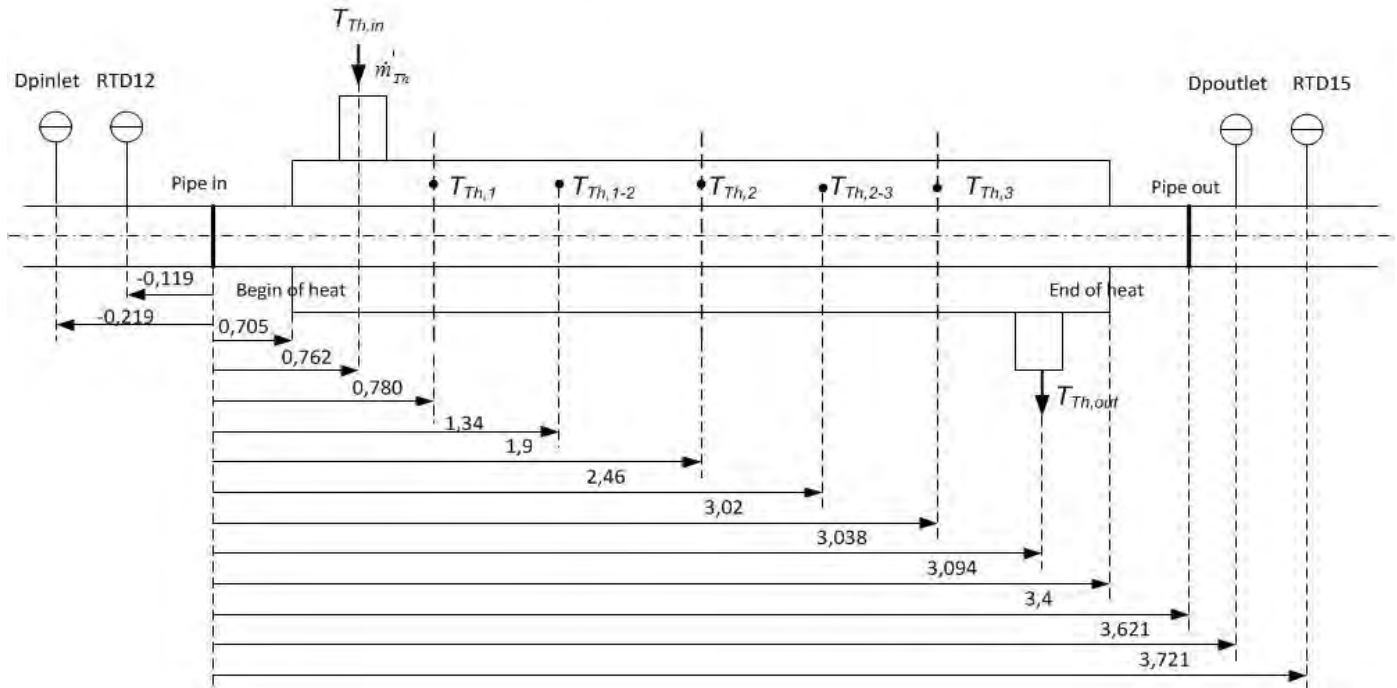 T_Th,in
ṁ'_Th
Dpinlet RTD12
Dpoutlet RTD15
Pipe in
T_Th,1
T_Th,1-2
T_Th,2
T_Th,2-3
T_Th,3
Pipe out
-0,119
Begin of heat
End of heat
-0,219
0,705
0,762
0,780
T_Th,out
1,34
1,9
2,46
3,02
3,038
3,094
3,4
3,621
3,721